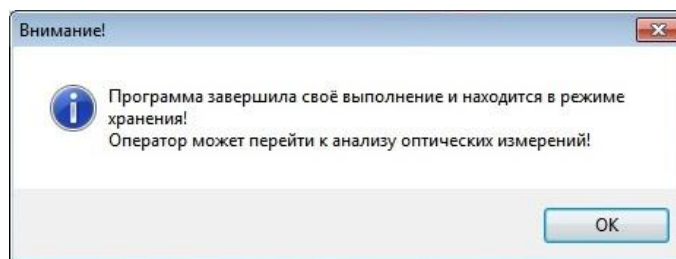 Внимание!
Программа завершила своё выполнение и находится в режиме
хранения!
Оператор может перейти к анализу оптических измерений!
OK